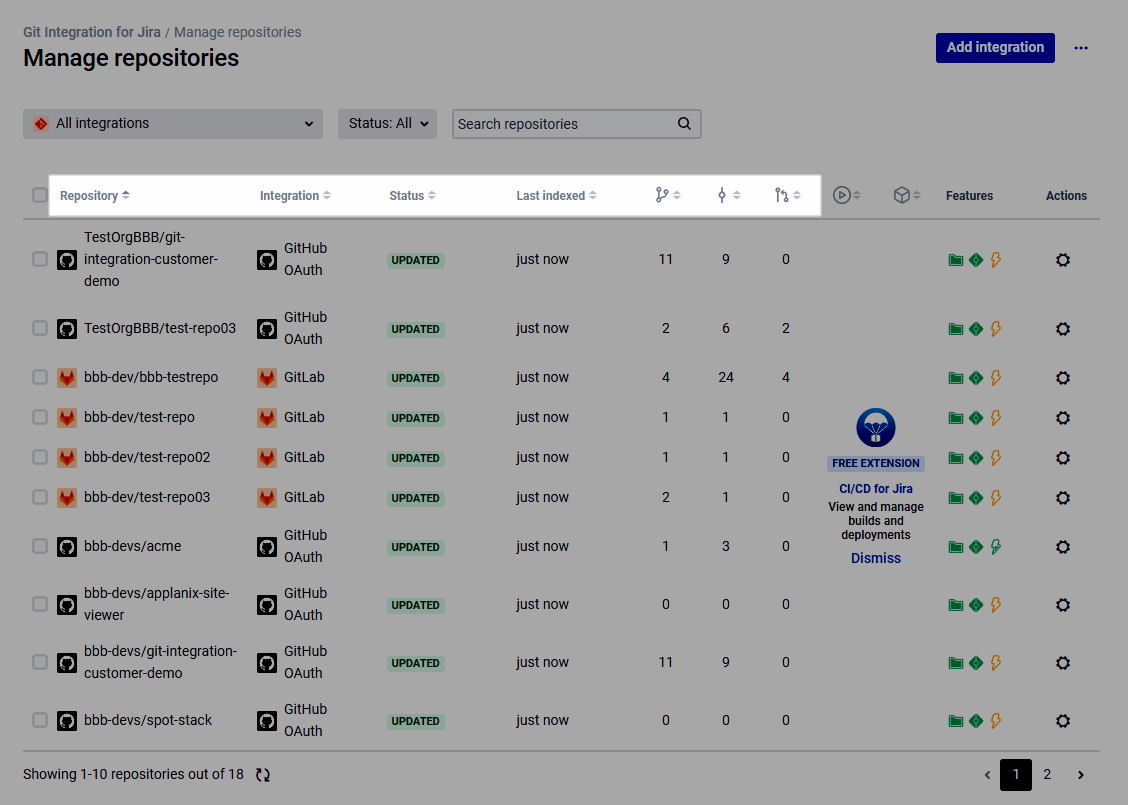 Git Integration for Jira / Manage repositories
Manage repositories
Add integration
All integrations
Status: All
Search repositories
Repository Integration Status Last indexed Features Actions
TestOrgBBB/git-
integration-customer-
demo
GitHub
OAuth
UPDATED just now 11 9 0
TestOrgBBB/test-repo03
GitHub
OAuth
UPDATED just now 2 6 2
bbb-dev/bbb-testrepo GitLab UPDATED just now 4 24 4
bbb-dev/test-repo GitLab UPDATED just now 1 1 0
bbb-dev/test-repo02 GitLab UPDATED just now 1 1 0
bbb-dev/test-repo03 GitLab UPDATED just now 2 1 0
FREE EXTENSION
CI/CD for Jira
View and manage
builds and
deployments
Dismiss
bbb-devs/acme
GitHub
OAuth
UPDATED just now 1 3 0
bbb-devs/applanix-site-
viewer
GitHub
OAuth
UPDATED just now 0 0 0
bbb-devs/git-integration-
customer-demo
GitHub
OAuth
UPDATED just now 11 9 0
bbb-devs/spot-stack
GitHub
OAuth
UPDATED just now 0 0 0
Showing 1-10 repositories out of 18
1 2